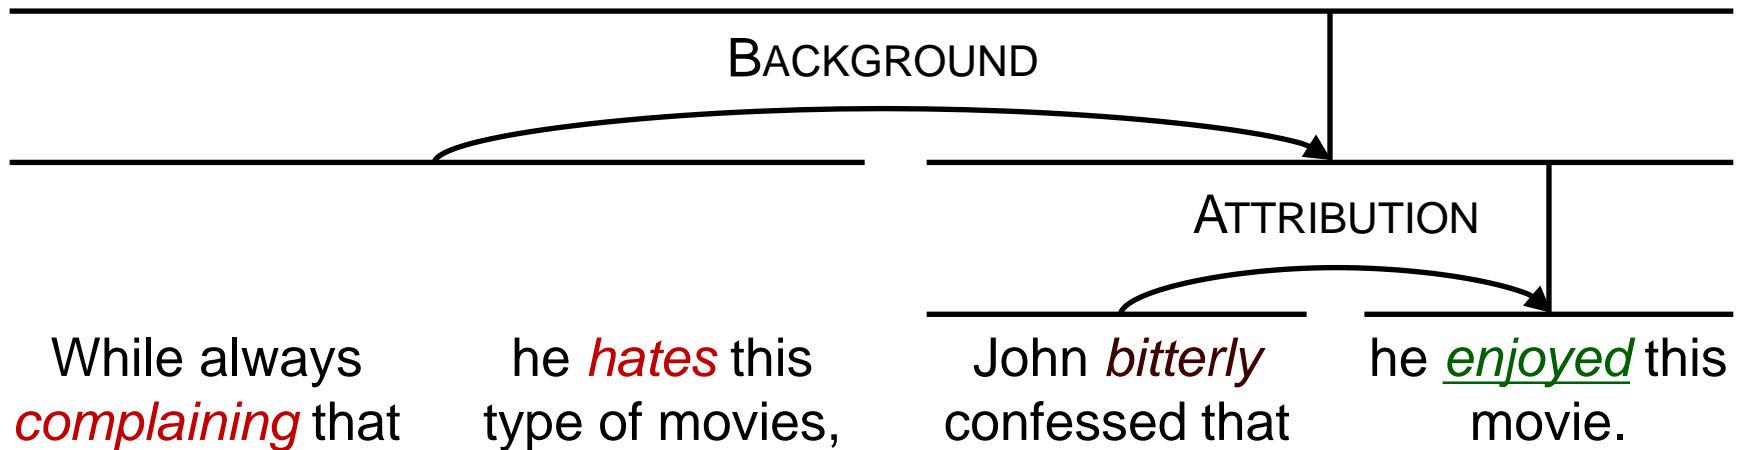 BACKGROUND
ATTRIBUTION
While always
complaining that
he hates this
type of movies,
John bitterly
confessed that
he enjoyed this
movie.